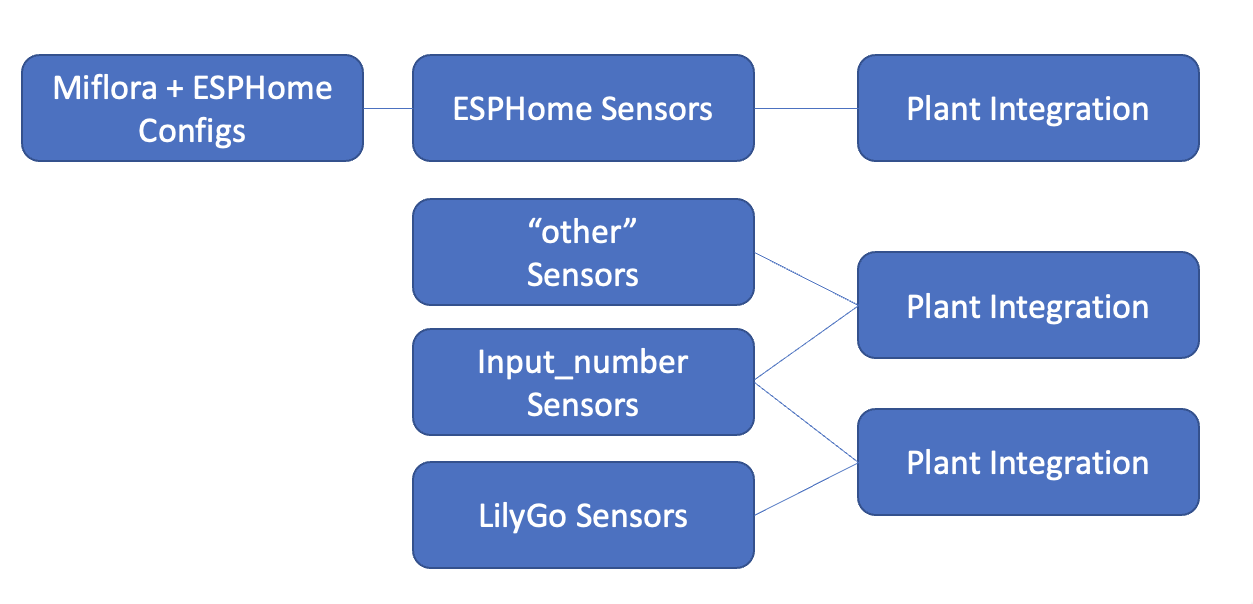 Miflora + ESPHome
Configs
ESPHome Sensors
Plant Integration
“other”
Sensors
Plant Integration
Input_number
Sensors
Plant Integration
LilyGo Sensors